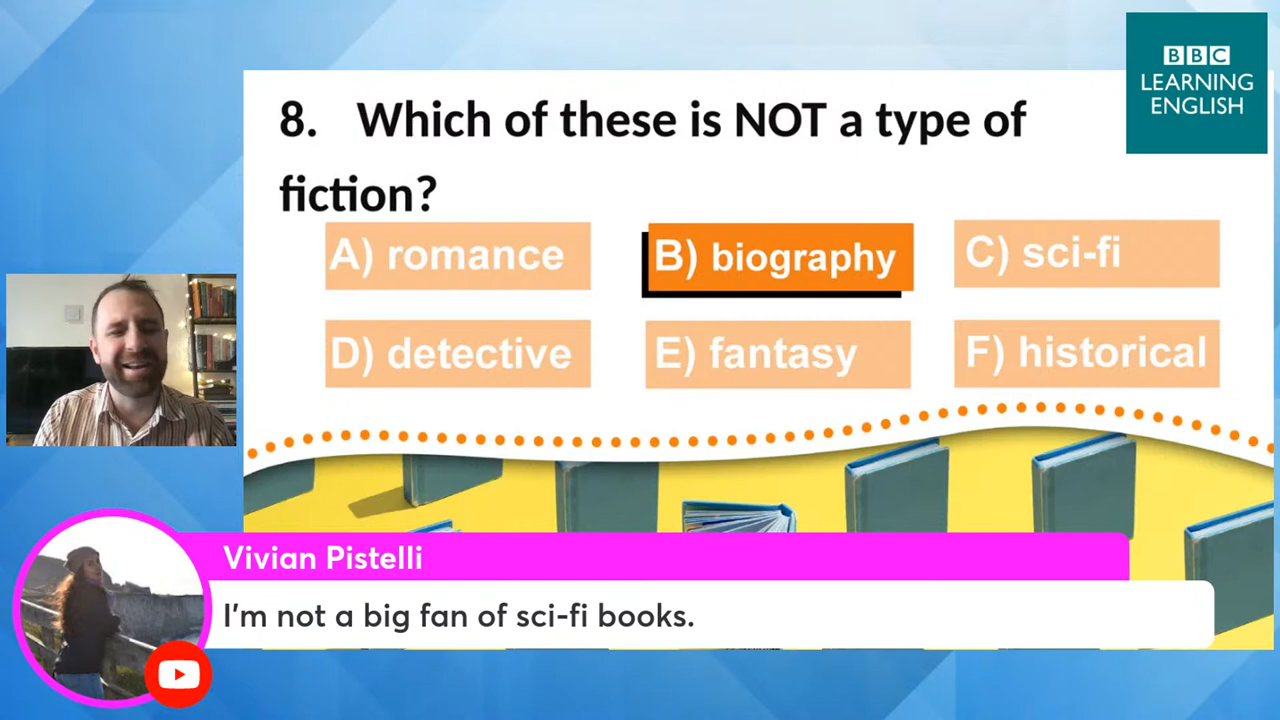 BBC
LEARNING
ENGLISH
8. Which of these is NOT a type of
fiction?
A) romance
B) biography
C) sci-fi
D) detective
E) fantasy
F) historical
Vivian Pistelli
I'm not a big fan of sci-fi books.